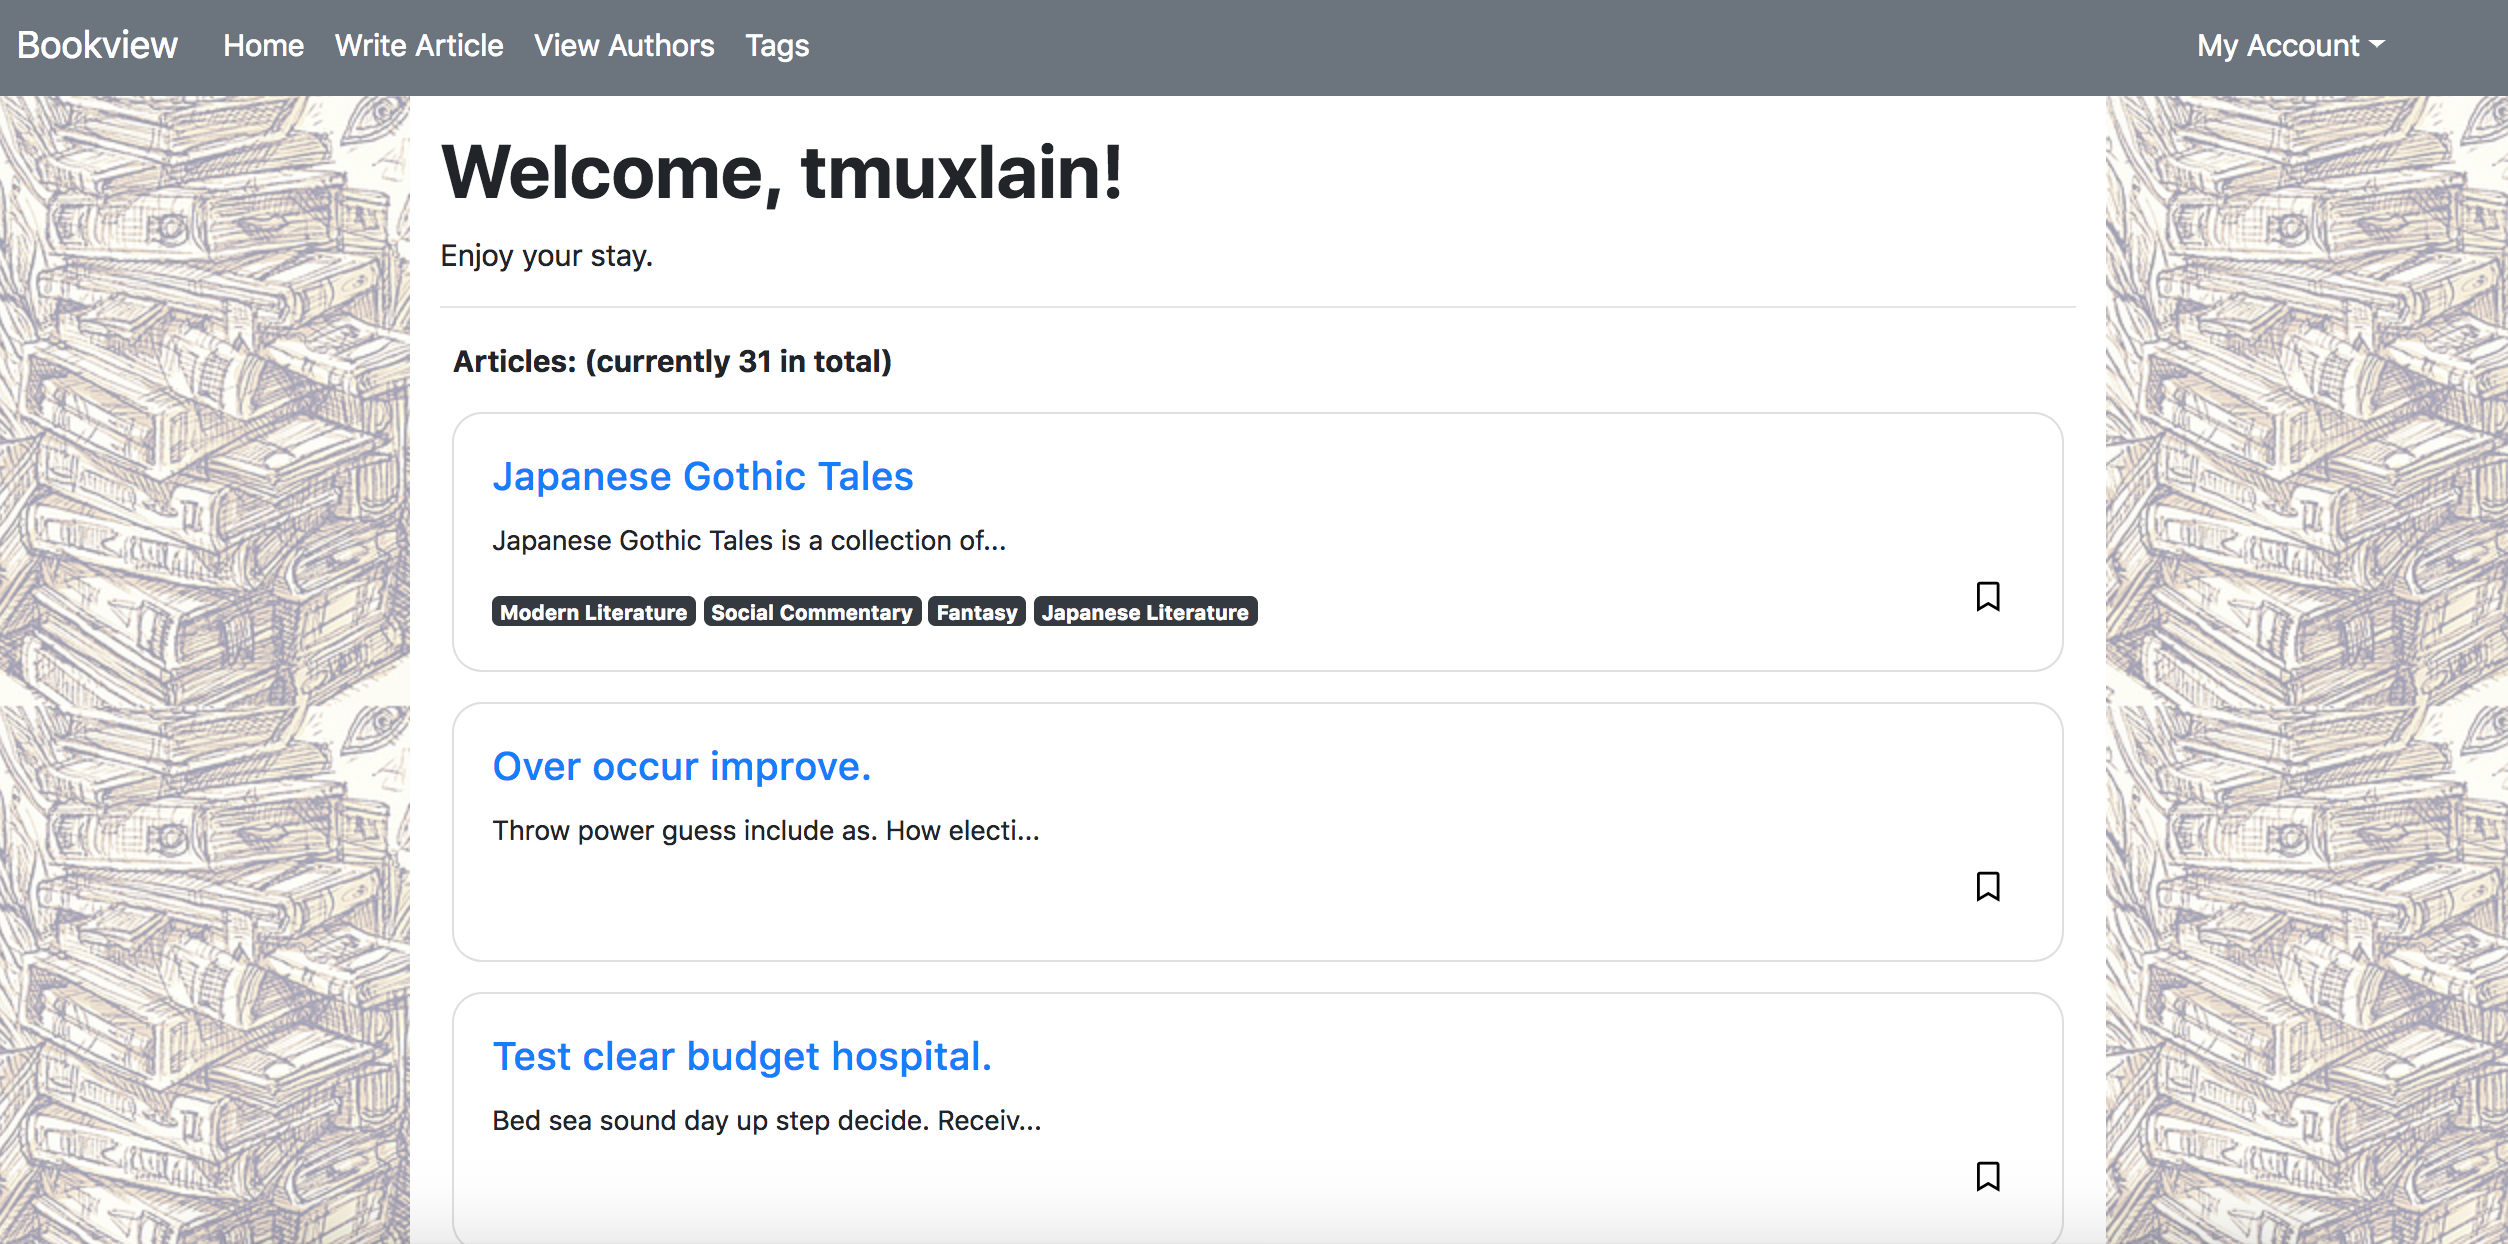 Bookview Home Write Article View Authors Tags My Account
Welcome, tmuxlain!
Enjoy your stay.
Articles: (currently 31 in total)
Japanese Gothic Tales
Japanese Gothic Tales is a collection of...
Modern Literature Social Commentary Fantasy Japanese Literature
Over occur improve.
Throw power guess include as. How electi...
Test clear budget hospital.
Bed sea sound day up step decide. Receiv...